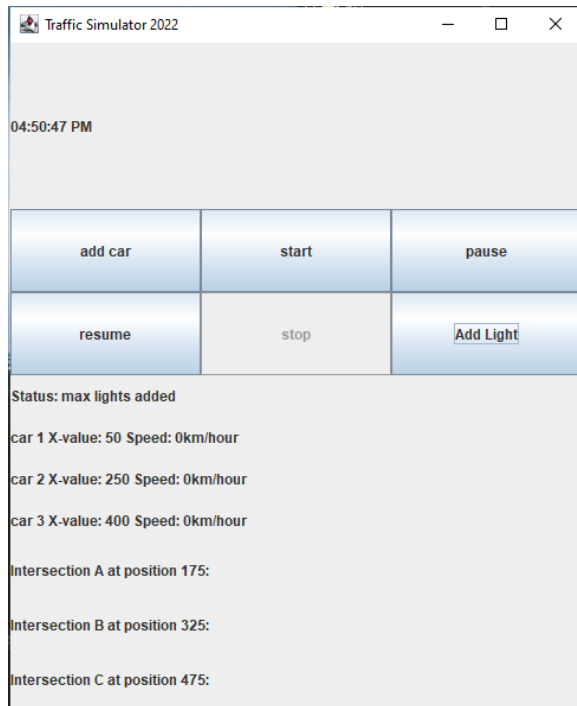 Traffic Simulator 2022
04:50:47 PM
add car start pause
resume stop Add Light
Status: max lights added
car 1 X-value: 50 Speed: 0km/hour
car 2 X-value: 250 Speed: 0km/hour
car 3 X-value: 400 Speed: 0km/hour
Intersection A at position 175:
Intersection B at position 325:
Intersection C at position 475: